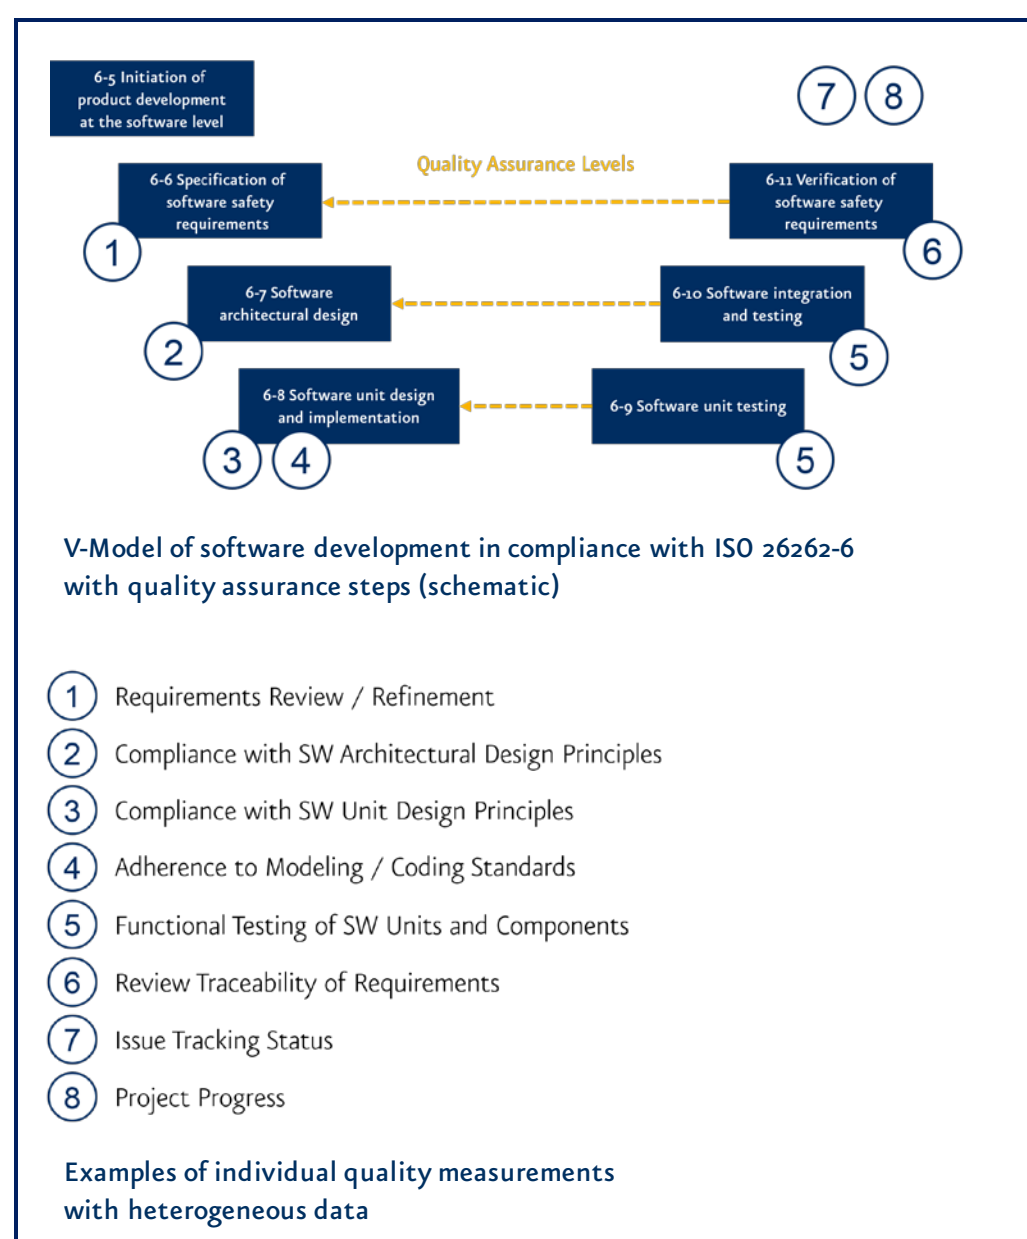 6-5 Initiation of
product development
at the software level
7 8
Quality Assurance Levels
6-6 Specification of
software safety
requirements
1
6-11 Verification of
software safety
requirements
6
6-7 Software
architectural design
2
6-10 Software integration
and testing
5
6-8 Software unit design
and implementation
3 4
6-9 Software unit testing
5
V-Model of software development in compliance with ISO 26262-6
with quality assurance steps (schematic)
1 Requirements Review / Refinement
2 Compliance with SW Architectural Design Principles
3 Compliance with SW Unit Design Principles
4 Adherence to Modeling / Coding Standards
5 Functional Testing of SW Units and Components
6 Review Traceability of Requirements
7 Issue Tracking Status
8 Project Progress
Examples of individual quality measurements
with heterogeneous data